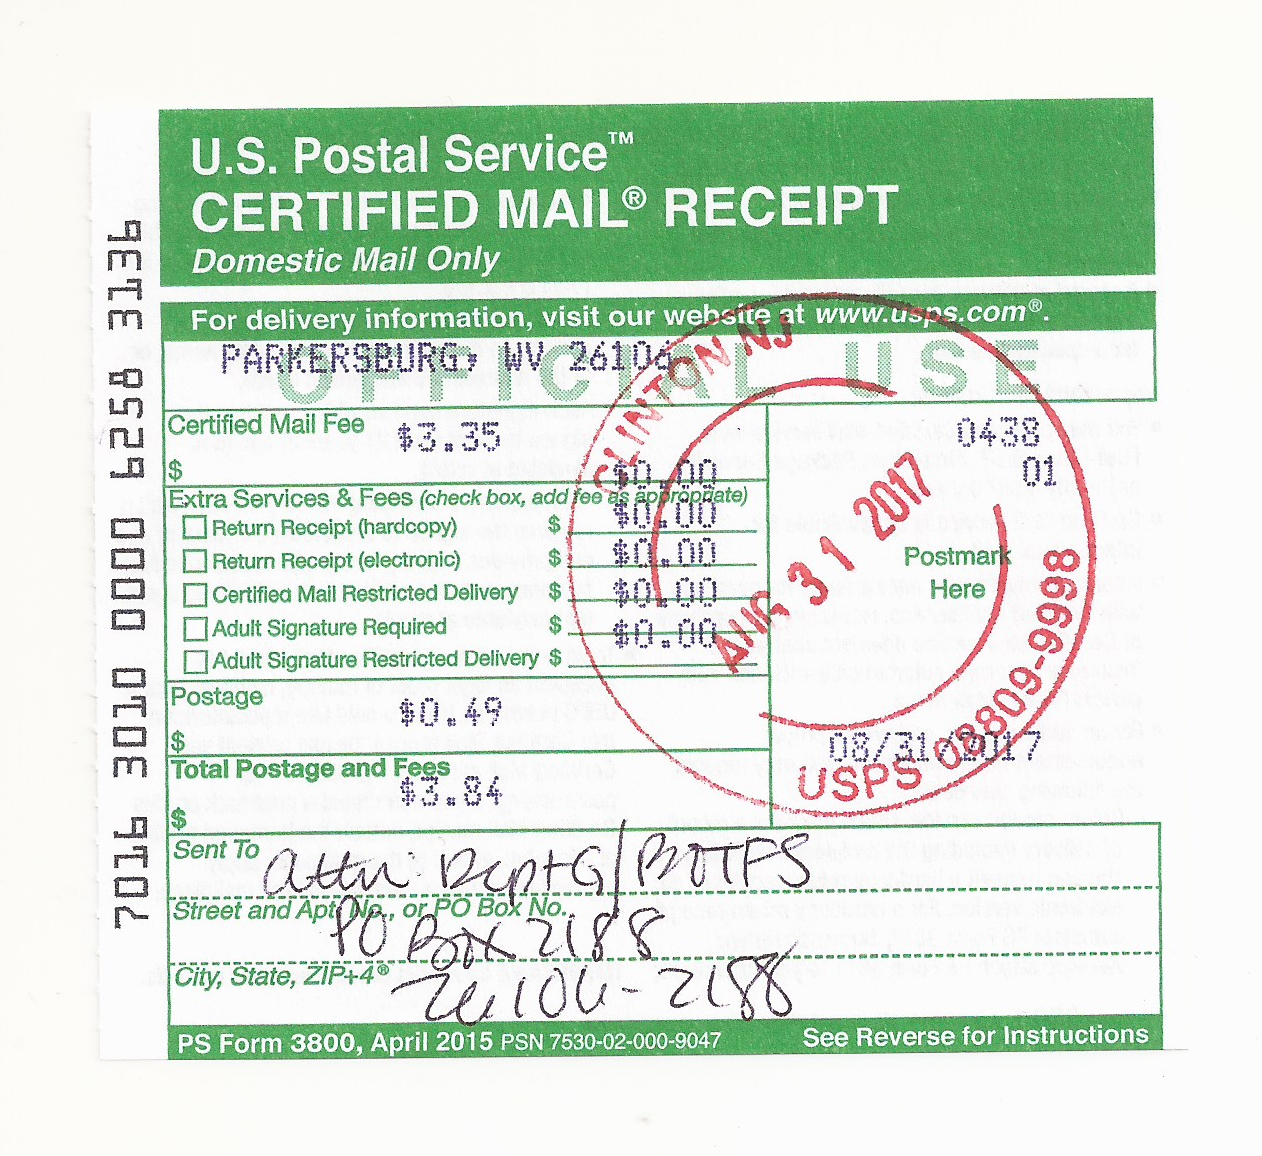 U.S. Postal Service™
CERTIFIED MAIL® RECEIPT
Domestic Mail Only
For delivery information, visit our website at www.usps.com®.
OFFICIAL USE
PARKERSBURG, WV 26106
Certified Mail Fee $3.35
$
$0.00
Extra Services & Fees (check box, add fee as appropriate)
Return Receipt (hardcopy) $ $0.00
Return Receipt (electronic) $ $0.00
Certified Mail Restricted Delivery $ $0.00
Adult Signature Required $ $0.00
Adult Signature Restricted Delivery $
Postage $0.49
$
Total Postage and Fees $3.84
$
0438
01
Postmark
Here
08/31/2017
CLINTON NJ
AUG 31 2017
USPS 08809-9998
Sent To Attn Dept G/BOTFS
Street and Apt. No., or PO Box No. PO Box 2188
City, State, ZIP+4® 26106-2188
PS Form 3800, April 2015 PSN 7530-02-000-9047 See Reverse for Instructions
7016 3010 0000 6258 3136